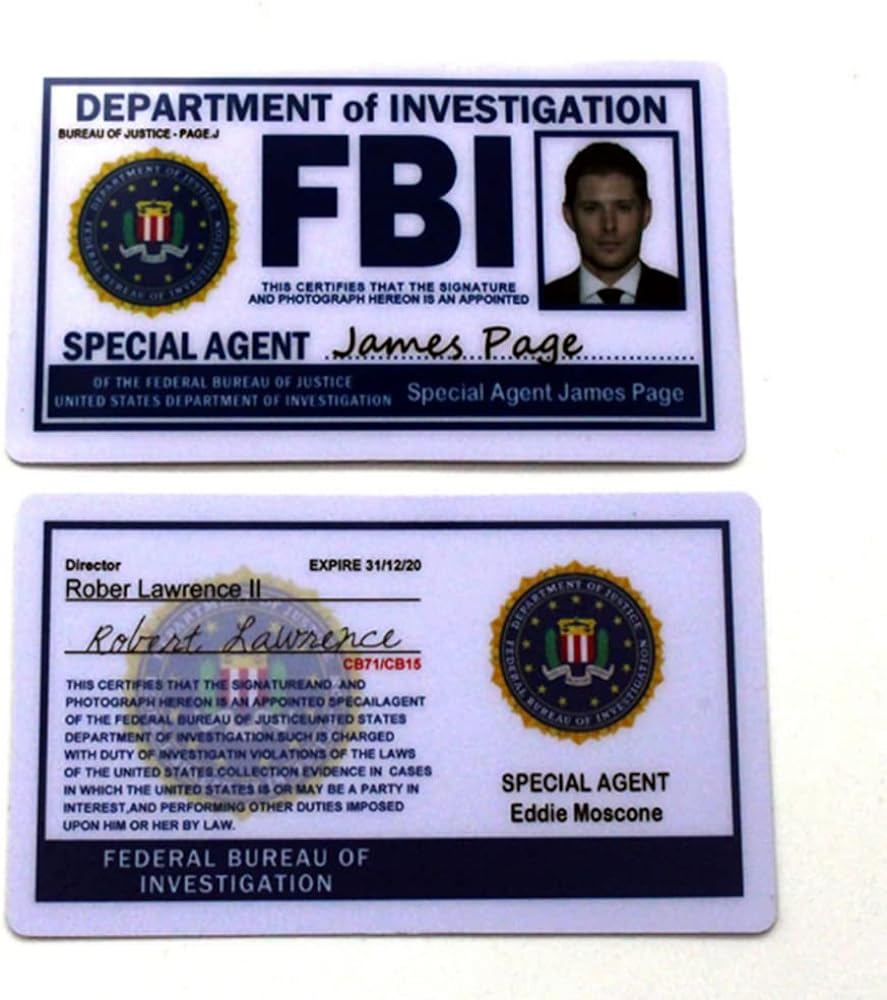 DEPARTMENT of INVESTIGATION
BUREAU OF JUSTICE - PAGE.J
FBI
DEPARTMENT OF JUSTICE
FEDERAL BUREAU OF INVESTIGATION
THIS CERTIFIES THAT THE SIGNATURE
AND PHOTOGRAPH HEREON IS AN APPOINTED
SPECIAL AGENT James Page
OF THE FEDERAL BUREAU OF JUSTICE
UNITED STATES DEPARTMENT OF INVESTIGATION
Special Agent James Page
Director EXPIRE 31/12/20
Rober Lawrence II
Robert Lawrence
CB71/CB15
THIS CERTIFIES THAT THE SIGNATUREAND AND
PHOTOGRAPH HEREON IS AN APPOINTED SPECAILAGENT
OF THE FEDERAL BUREAU OF JUSTICEUNITED STATES
DEPARTMENT OF INVESTIGATION.SUCH IS CHARGED
WITH DUTY OF INVESTIGATIN VIOLATIONS OF THE LAWS
OF THE UNITED STATES.COLLECTION EVIDENCE IN CASES
IN WHICH THE UNITED STATES IS OR MAY BE A PARTY IN
INTEREST,AND PERFORMING OTHER DUTIES IMPOSED
UPON HIM OR HER BY LAW.
DEPARTMENT OF JUSTICE
FEDERAL BUREAU OF INVESTIGATION
SPECIAL AGENT
Eddie Moscone
FEDERAL BUREAU OF
INVESTIGATION